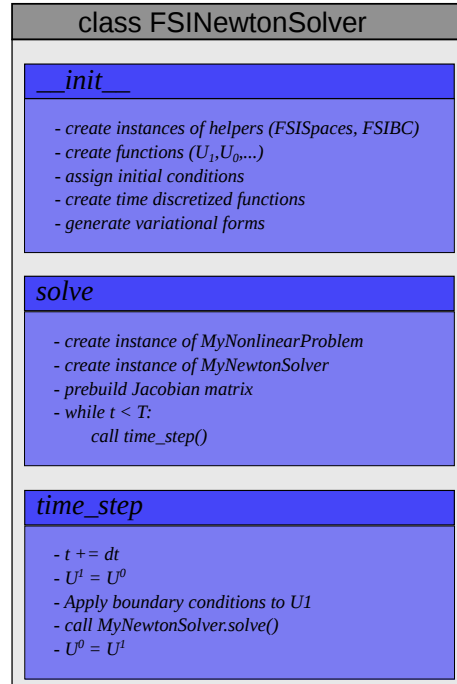 class FSINewtonSolver
__init__
- create instances of helpers (FSISpaces, FSIBC)
- create functions (U₁,U₀,...)
- assign initial conditions
- create time discretized functions
- generate variational forms
solve
- create instance of MyNonlinearProblem
- create instance of MyNewtonSolver
- prebuild Jacobian matrix
- while t < T:
call time_step()
time_step
- t += dt
- U¹ = U⁰
- Apply boundary conditions to U1
- call MyNewtonSolver.solve()
- U⁰ = U¹